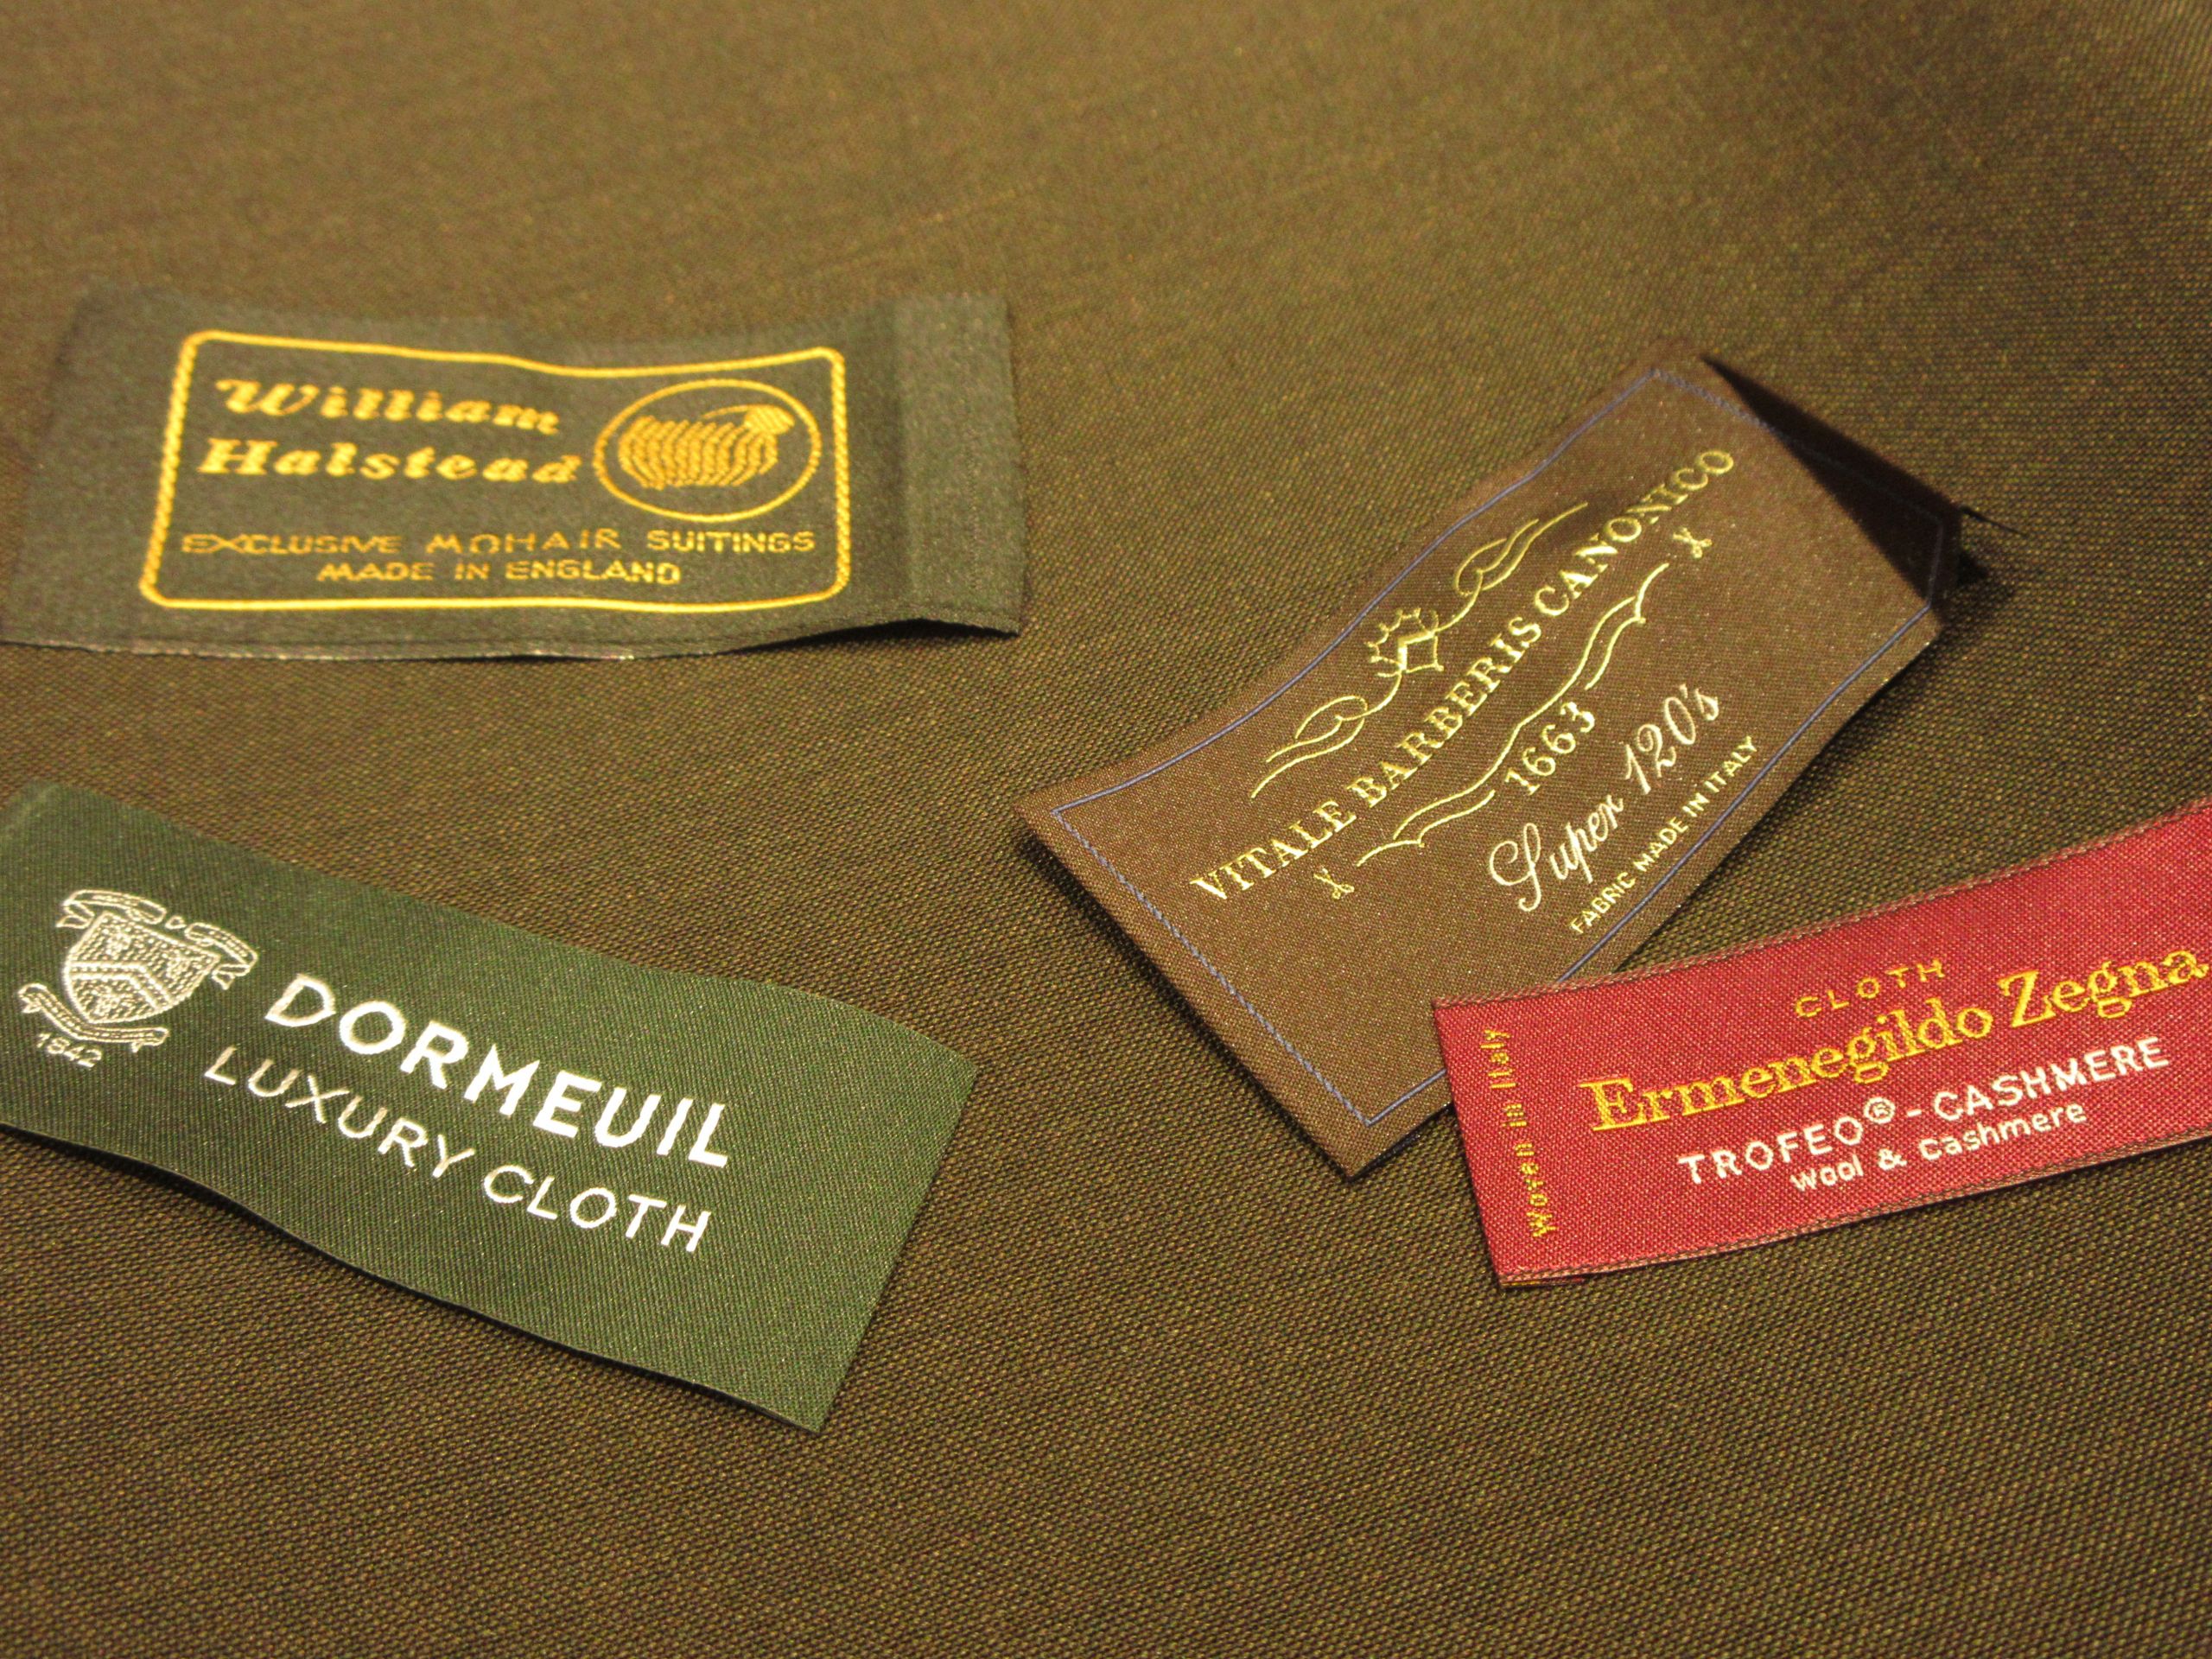 William
Halstead
EXCLUSIVE MOHAIR SUITINGS
MADE IN ENGLAND
VITALE BARBERIS CANONICO
1663
Super 120's
FABRIC MADE IN ITALY
1842
DORMEUIL
LUXURY CLOTH
Woven in Italy
CLOTH
Ermenegildo Zegna
TROFEO® - CASHMERE
Wool & Cashmere